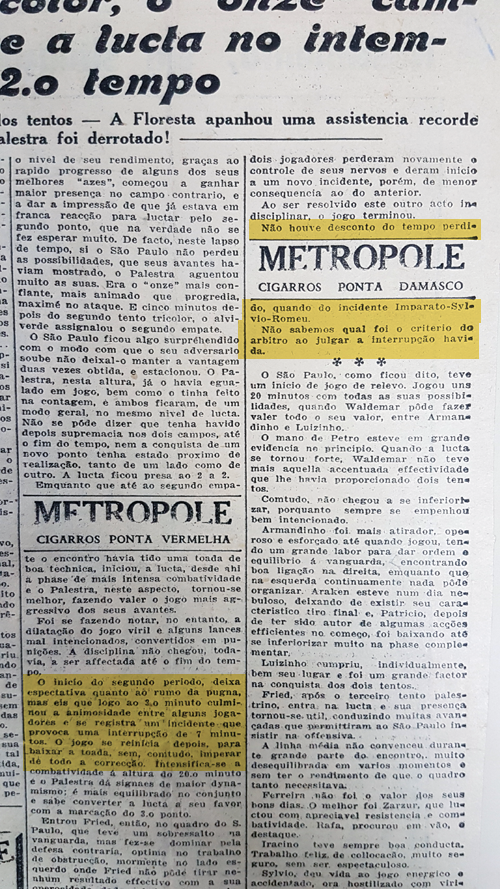 color, o "onze" cam-
e a lucta no intem-
2.o tempo
los tentos — A Floresta apanhou uma assistencia recorde
alestra foi derrotado!
o nivel de seu rendimento, graças ao
rapido progresso de alguns dos seus
melhores "azes", começou a ganhar
maior presença no campo contrario, e
a dar a impressão de que já estava em
franca reacção para luctar pelo se-
gundo ponto, que na verdade não se
fez esperar muito. De facto, neste lapso
de tempo, si o São Paulo não perdeu
as possibilidades, que seus avantes ha-
viam mostrado, o Palestra aguentou
muito as suas. Era o "onze" mais con-
fiante, mais animado que progredia,
maximé no ataque. E cinco minutos de-
pois do segundo tento tricolor, o alvi-
verde assignalou o segundo empate.
O São Paulo ficou algo surprehendido
com o modo com que o seu adversario
soube não deixal-o manter a vantagem
duas vezes obtida, e estacionou. O Pa-
lestra, nesta altura, já o havia egua-
lado em jogo, bem como o tinha feito
na contagem, e ambos ficaram, de um
modo geral, no mesmo nivel de lucta.
Não se póde dizer que tenha havido
depois supremacia nos dois campos, até
o fim do tempo, nem a conquista de um
novo ponto tenha estado proximo de
realização, tanto de um lado como de
outro. A lucta ficou presa ao 2 a 2.
Emquanto que até ao segundo empa-
METROPOLE
CIGARROS PONTA VERMELHA
te o encontro havia tido uma toada de
boa technica, iniciou, a lucta, desde ahi
a phase de mais intensa combatividade
e o Palestra, neste aspecto, tornou-se
melhor, fazendo valer o jogo mais ag-
gressivo dos seus avantes.
Foi se fazendo notar, no entanto, a
dilatação do jogo viril e alguns lances
mal intencionados, convertidos em pu-
nições. A disciplina não chegou, toda-
via, a ser affectada até o fim do tem-
po.
O inicio do segundo periodo, deixa
espectativa quanto ao rumo da pugna,
mas eis que logo ao 2.o minuto culmi-
nou a animosidade entre alguns joga-
dores e se registra um incidente que
provoca uma interrupção de 7 minu-
tos. O jogo se reinicia depois, para
baixar a toada, sem, comtudo, imperar
de todo a correcção. Intensifica-se a
combatividade á altura do 20.o minuto
e o Palestra dá signaes de maior dyna-
mismo; é mais equilibrado no conjunto
e sabe converter a lucta a seu favor
com a marcação do 3.o ponto.
Entrou Fried, então, no quadro do S.
Paulo, que teve um sobresalto na
vanguarda, mas fez-se dominar pela
defesa contraria, optima no trabalho
de obstrucção, mormente no lado es-
querdo onde Fried não póde tirar ne-
nhum resultado effectivo com a sua
dois jogadores perderam novamente o
controle de seus nervos e deram inicio
a um novo incidente, porém, de menor
consequencia ao do anterior.
Ao ser resolvido este outro acto in-
disciplinar, o jogo terminou.
Não houve desconto do tempo perdi-
METROPOLE
CIGARROS PONTA DAMASCO
do, quando do incidente Imparato-Syl-
vio-Romeu.
Não sabemos qual foi o criterio do
arbitro ao julgar a interrupção havi-
da.
* * *
O São Paulo, como ficou dito, teve
um inicio de jogo de relevo. Jogou uns
20 minutos com todas as suas possibi-
lidades, quando Waldemar póde fazer
valer todo o seu valor, entre Arman-
dinho e Luizinho.
O mano de Petro esteve em grande
evidencia no principio. Quando a lucta
se tornou forte, Waldemar não teve
mais aquella accentuada effectividade
que lhe havia proporcionado dois ten-
tos.
Comtudo, não chegou a se inferiori-
zar, porquanto sempre se empenhou
bem intencionado.
Armandinho foi mais atirador, ope-
roso e esforçado até quando jogou, ten-
do um grande labor para dar ordem e
equilibrio á vanguarda, encontrando
boa ligação na direita, emquanto que
na esquerda continuamente nada póde
organizar. Araken esteve num dia ne-
buloso, deixando de existir seu cara-
cteristico tiro final e, Patricio, depois
de ter sido autor de algumas acções
efficientes no começo, foi baixando até
se inferiorizar muito na phase comple-
mentar.
Luizinho cumpriu, individualmente,
bem seu lugar e foi um grande factor
na conquista dos dois tentos.
Fried, após o terceiro tento pales-
trino, entra na lucta e sua presença
tornou-se util, conduzindo muitas avan-
çadas que permittiram ao São Paulo in-
sistir na offensiva.
A linha média não convenceu duran-
te grande parte do encontro, muito
desequilibrada em varios momentos e
sem ter o rendimento de que o quadro
tanto necessitava.
Ferreira não foi o valor dos seus
bons dias. O melhor foi Zarzur, que lu-
ctou com apreciavel resistencia e com-
batividade. Rafa, procurou em vão, o
destaque.
Iracino teve sempre boa conducta.
Trabalho feliz de collocação, muito se-
guro, sem ser espectaculoso.
Sylvio, deu vida ao jogo energico e
accidentado, ora hostilizado com viri-